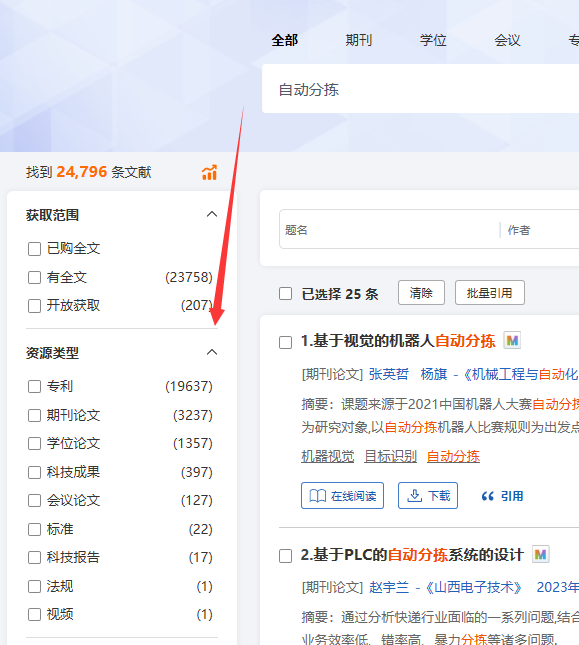 全部 期刊 学位 会议
自动分拣
找到 24,796 条文献
获取范围
已购全文
有全文 (23758)
开放获取 (207)
资源类型
专利 (19637)
期刊论文 (3237)
学位论文 (1357)
科技成果 (397)
会议论文 (127)
标准 (22)
科技报告 (17)
法规 (1)
视频 (1)
题名 作者
已选择 25 条 清除 批量引用
1.基于视觉的机器人自动分拣 M
[期刊论文] 张英哲 杨旗 -《机械工程与自动化
摘要：课题来源于2021中国机器人大赛自动分拣
为研究对象,以自动分拣机器人比赛规则为出发点
机器视觉 目标识别 自动分拣
在线阅读 下载 引用
2.基于PLC的自动分拣系统的设计 M
[期刊论文] 赵宇兰 -《山西电子技术》 2023年
摘要：通过分析快递行业面临的一系列问题,结合
业务效率低、错率高、暴力分拣等诸多问题.